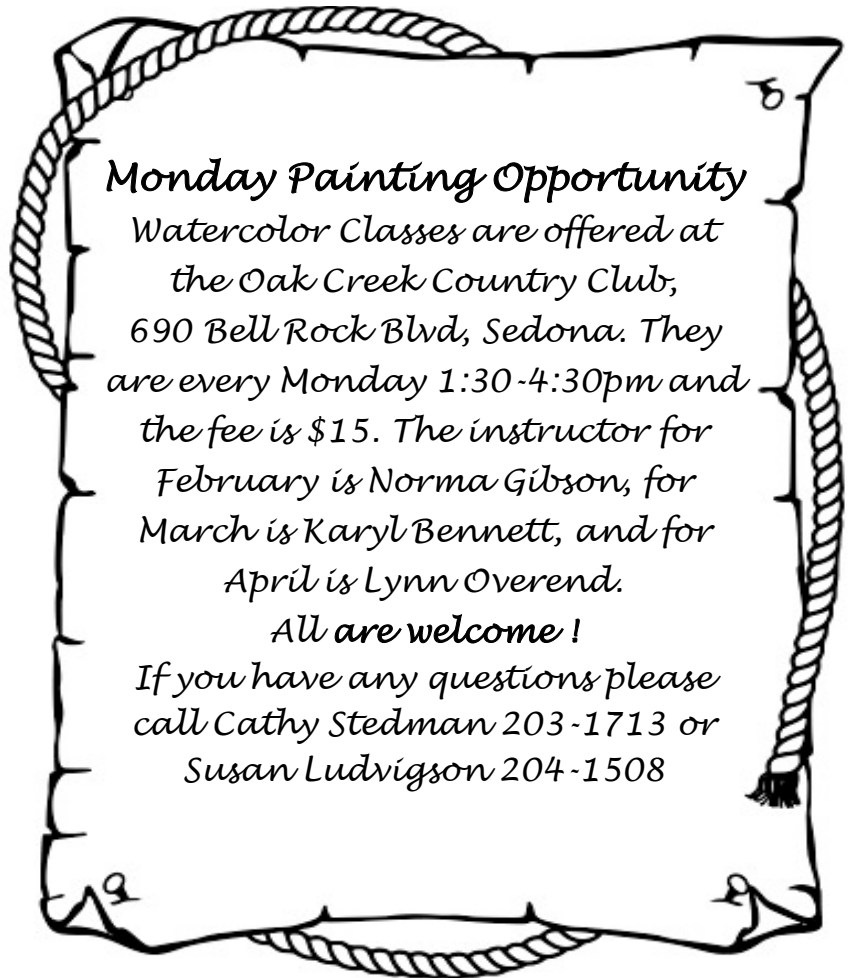 Monday Painting Opportunity
Watercolor Classes are offered at
the Oak Creek Country Club,
690 Bell Rock Blvd, Sedona. They
are every Monday 1:30-4:30pm and
the fee is $15. The instructor for
February is Norma Gibson, for
March is Karyl Bennett, and for
April is Lynn Overend.
All are welcome !
If you have any questions please
call Cathy Stedman 203-1713 or
Susan Ludvigson 204-1508